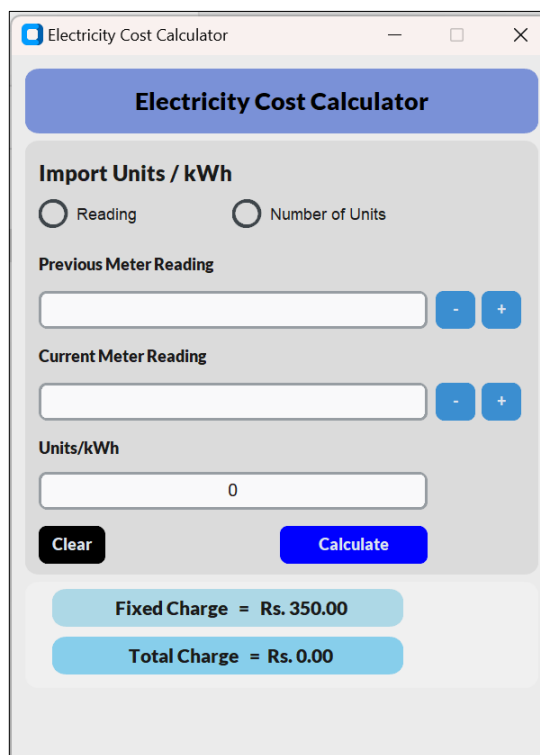 Electricity Cost Calculator
Electricity Cost Calculator
Import Units / kWh
Reading Number of Units
Previous Meter Reading
- +
Current Meter Reading
- +
Units/kWh
0
Clear Calculate
Fixed Charge = Rs. 350.00
Total Charge = Rs. 0.00